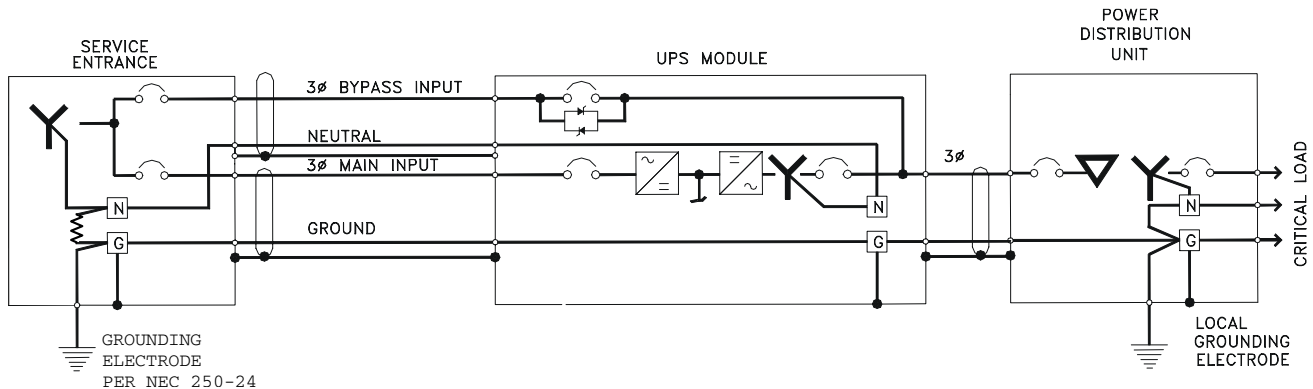 SERVICE
ENTRANCE
UPS MODULE
POWER
DISTRIBUTION
UNIT
3ø BYPASS INPUT
NEUTRAL
3ø MAIN INPUT
3ø
N
N
N
GROUND
G
G
G
CRITICAL LOAD
GROUNDING
ELECTRODE
PER NEC 250-24
LOCAL
GROUNDING
ELECTRODE